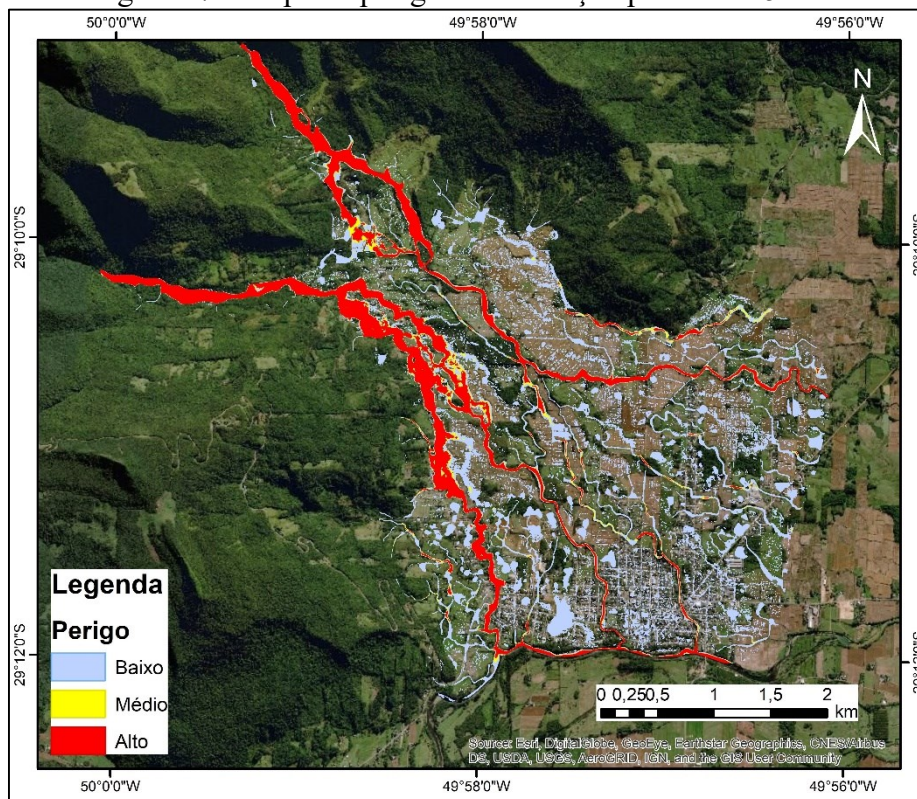 50°0'0"W 49°58'0"W 49°56'0"W
N
29°10'0"S
29°12'0"S
Legenda
Perigo
Baixo
Médio
Alto
0 0,25 0,5 1 1,5 2
km
Source: Esri, DigitalGlobe, GeoEye, Earthstar Geographics, CNES/Airbus
DS, USDA, USGS, AeroGRID, IGN, and the GIS User Community
50°0'0"W 49°58'0"W 49°56'0"W